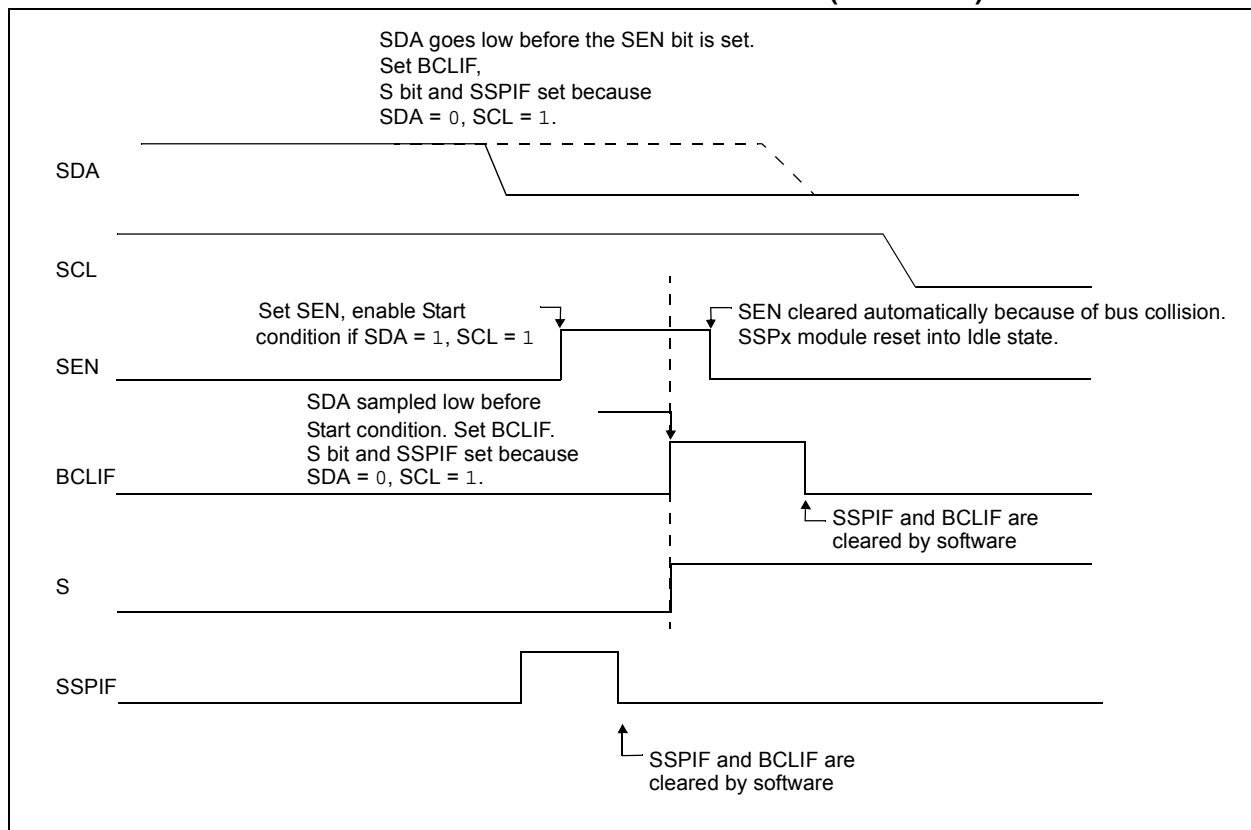 SDA goes low before the SEN bit is set.
Set BCLIF,
S bit and SSPIF set because
SDA = 0, SCL = 1.
SDA
SCL
Set SEN, enable Start
condition if SDA = 1, SCL = 1
SEN cleared automatically because of bus collision.
SSPx module reset into Idle state.
SEN
SDA sampled low before
Start condition. Set BCLIF.
S bit and SSPIF set because
SDA = 0, SCL = 1.
BCLIF
SSPIF and BCLIF are
cleared by software
S
SSPIF
SSPIF and BCLIF are
cleared by software